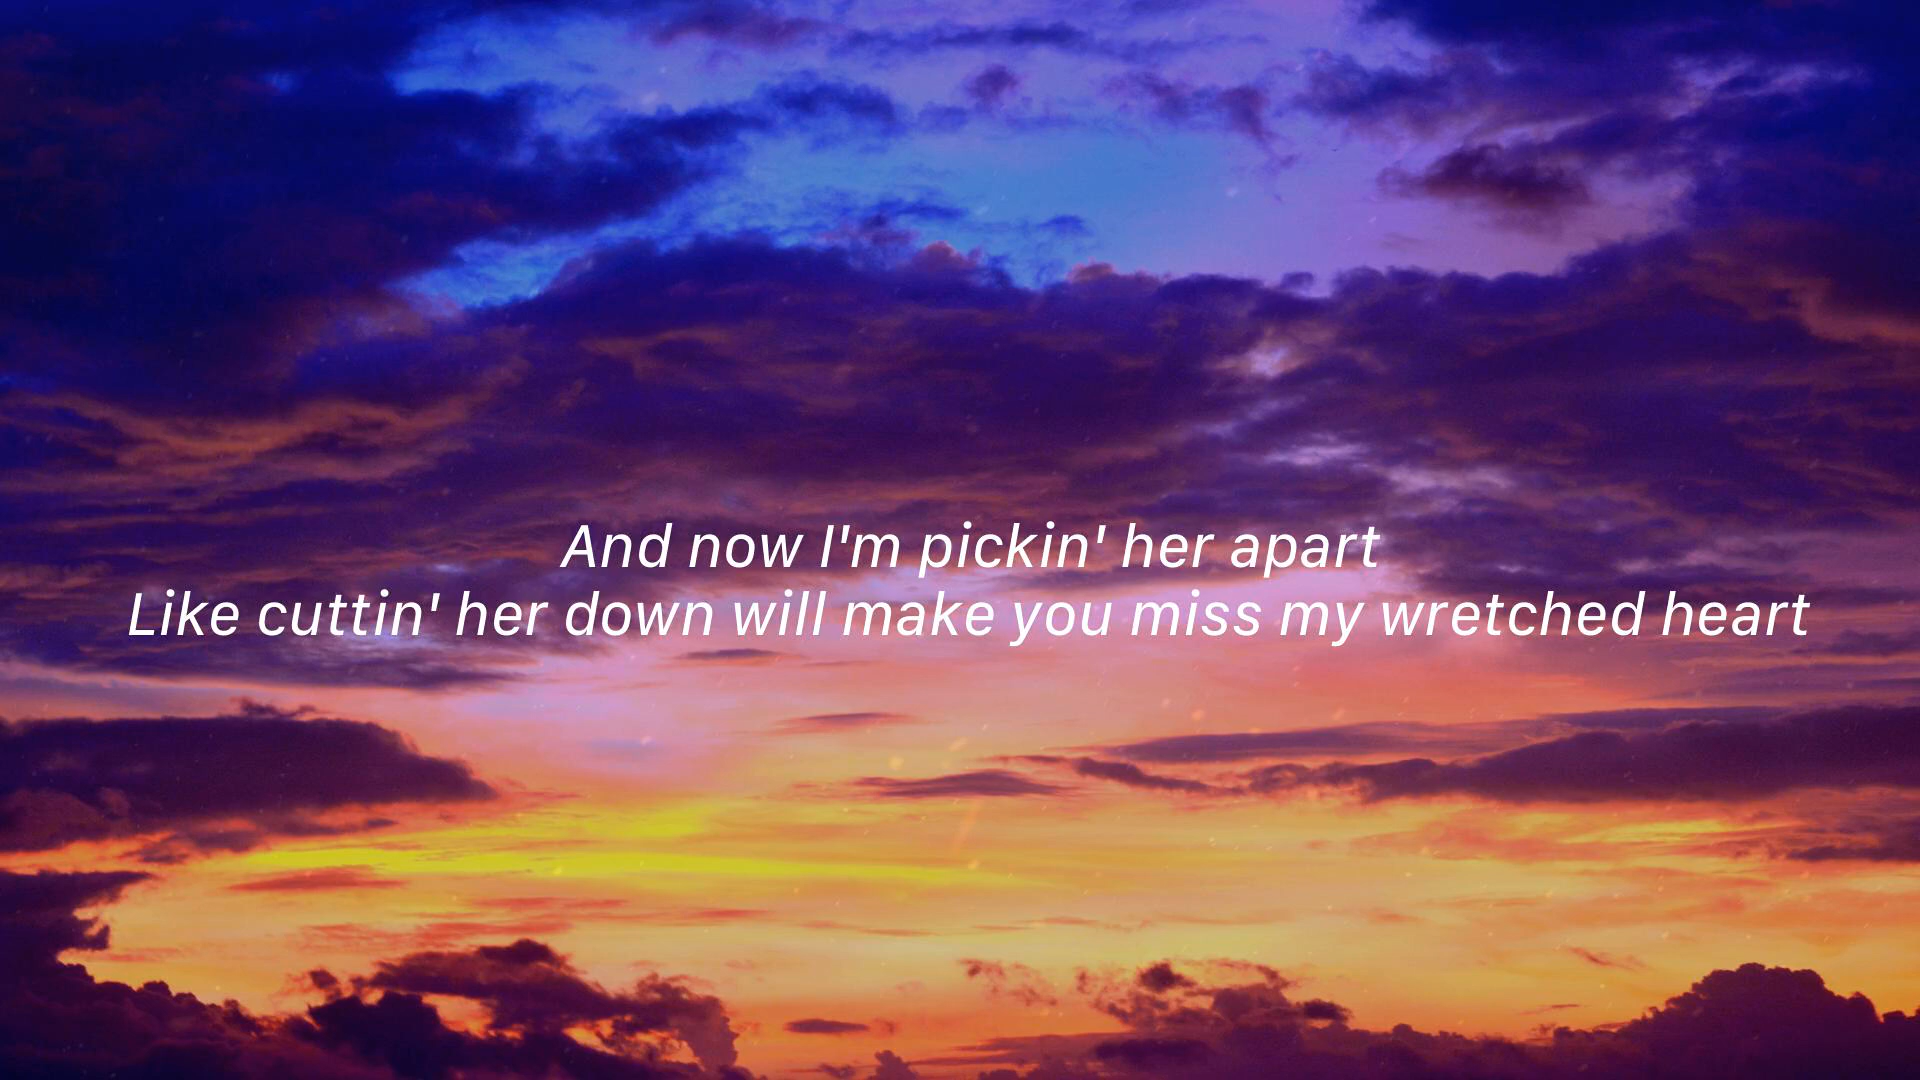 And now I'm pickin' her apart
Like cuttin' her down will make you miss my wretched heart